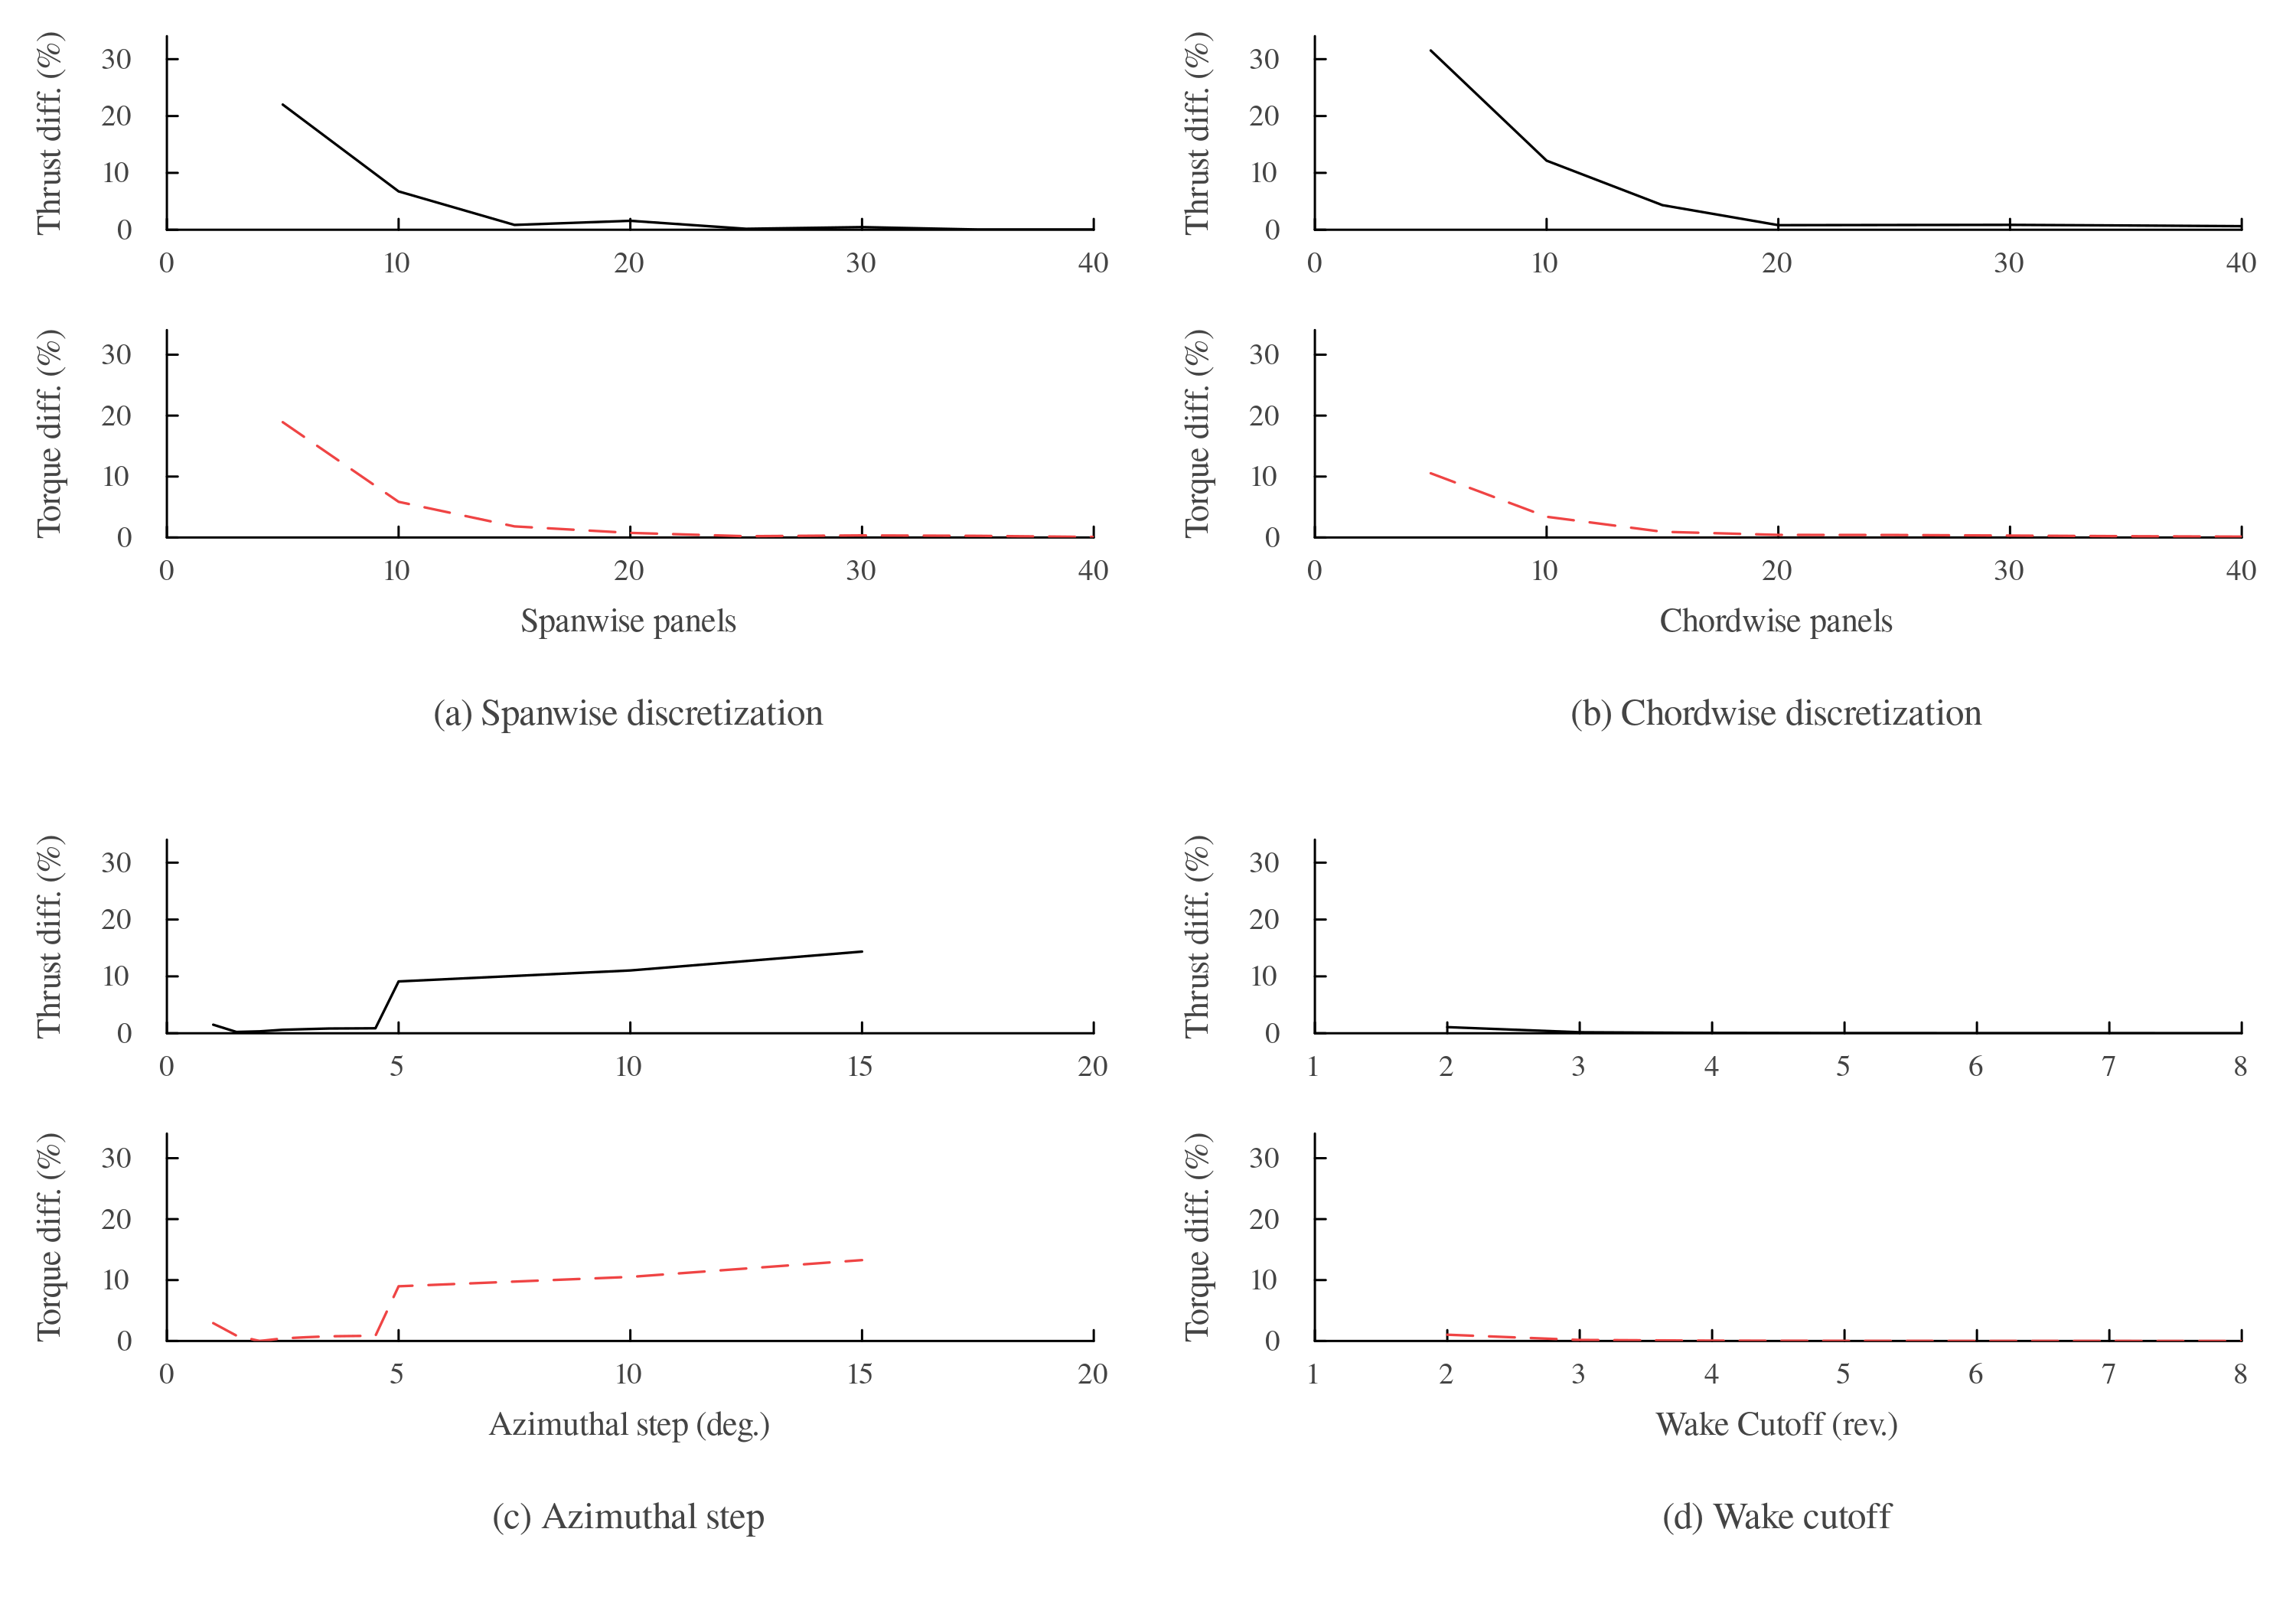 Thrust diff. (%)
30
20
10
0
0 10 20 30 40
Torque diff. (%)
30
20
10
0
0 10 20 30 40
Spanwise panels
(a) Spanwise discretization
Thrust diff. (%)
30
20
10
0
0 10 20 30 40
Torque diff. (%)
30
20
10
0
0 10 20 30 40
Chordwise panels
(b) Chordwise discretization
Thrust diff. (%)
30
20
10
0
0 5 10 15 20
Torque diff. (%)
30
20
10
0
0 5 10 15 20
Azimuthal step (deg.)
(c) Azimuthal step
Thrust diff. (%)
30
20
10
0
1 2 3 4 5 6 7 8
Torque diff. (%)
30
20
10
0
1 2 3 4 5 6 7 8
Wake Cutoff (rev.)
(d) Wake cutoff